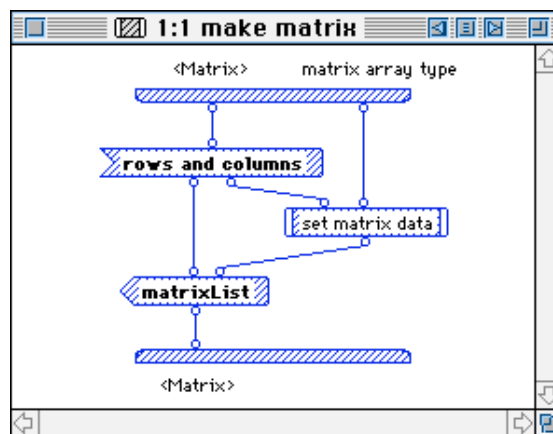 1:1 make matrix
<Matrix> matrix array type
rows and columns
set matrix data
matrixList
<Matrix>